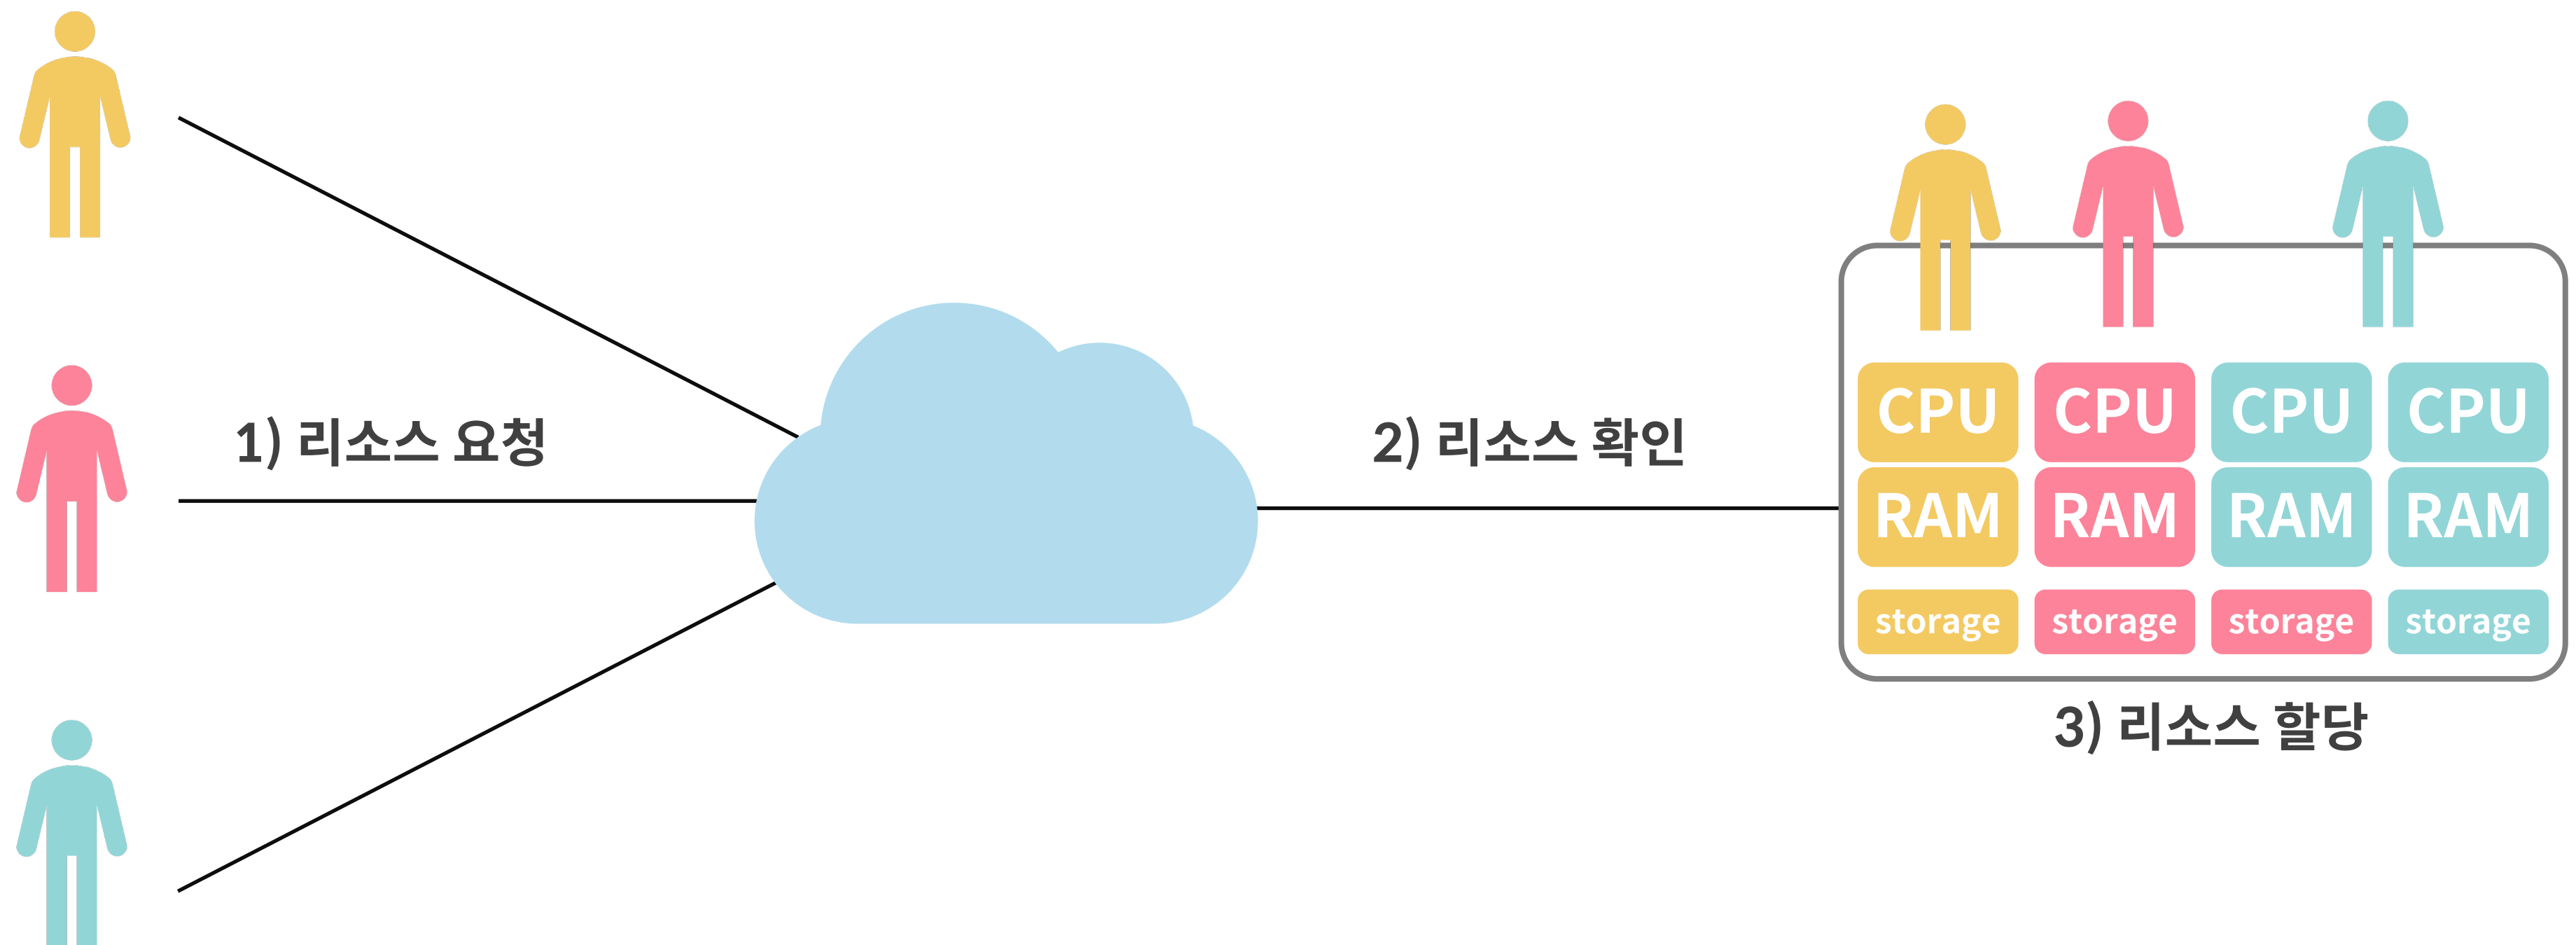 1) 리소스 요청
2) 리소스 확인
CPU CPU CPU CPU
RAM RAM RAM RAM
storage storage storage storage
3) 리소스 할당